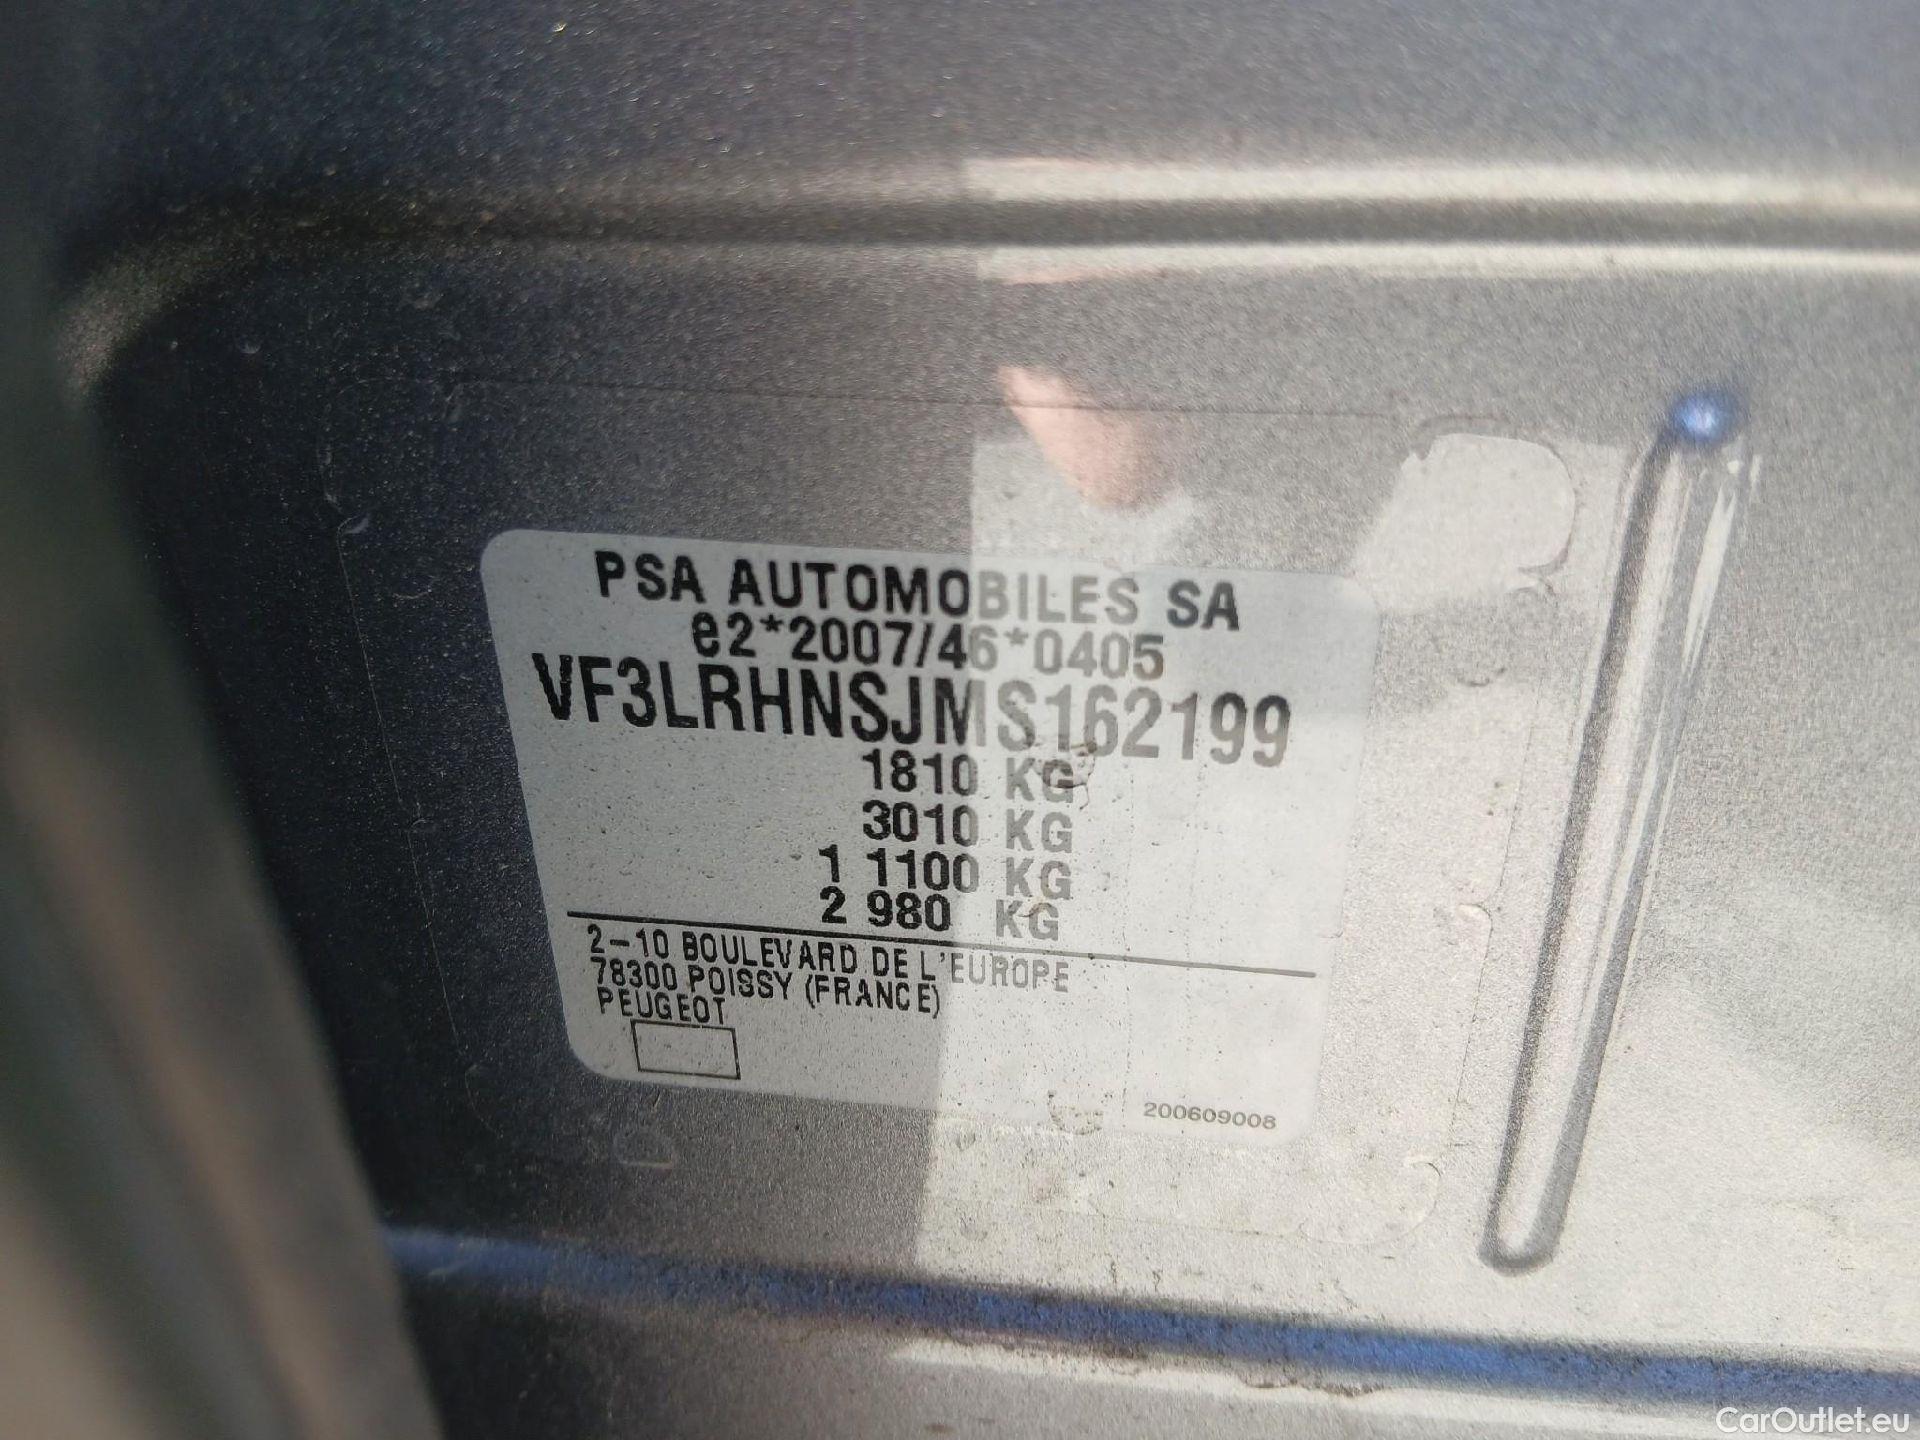 PSA AUTOMOBILES SA
e2*2007/46*0405
VF3LRHNSJMS162199
1810 KG
3010 KG
1 1100 KG
2 980 KG
2-10 BOULEVARD DE L'EUROPE
78300 POISSY (FRANCE)
PEUGEOT
200609008
CarOutlet.eu